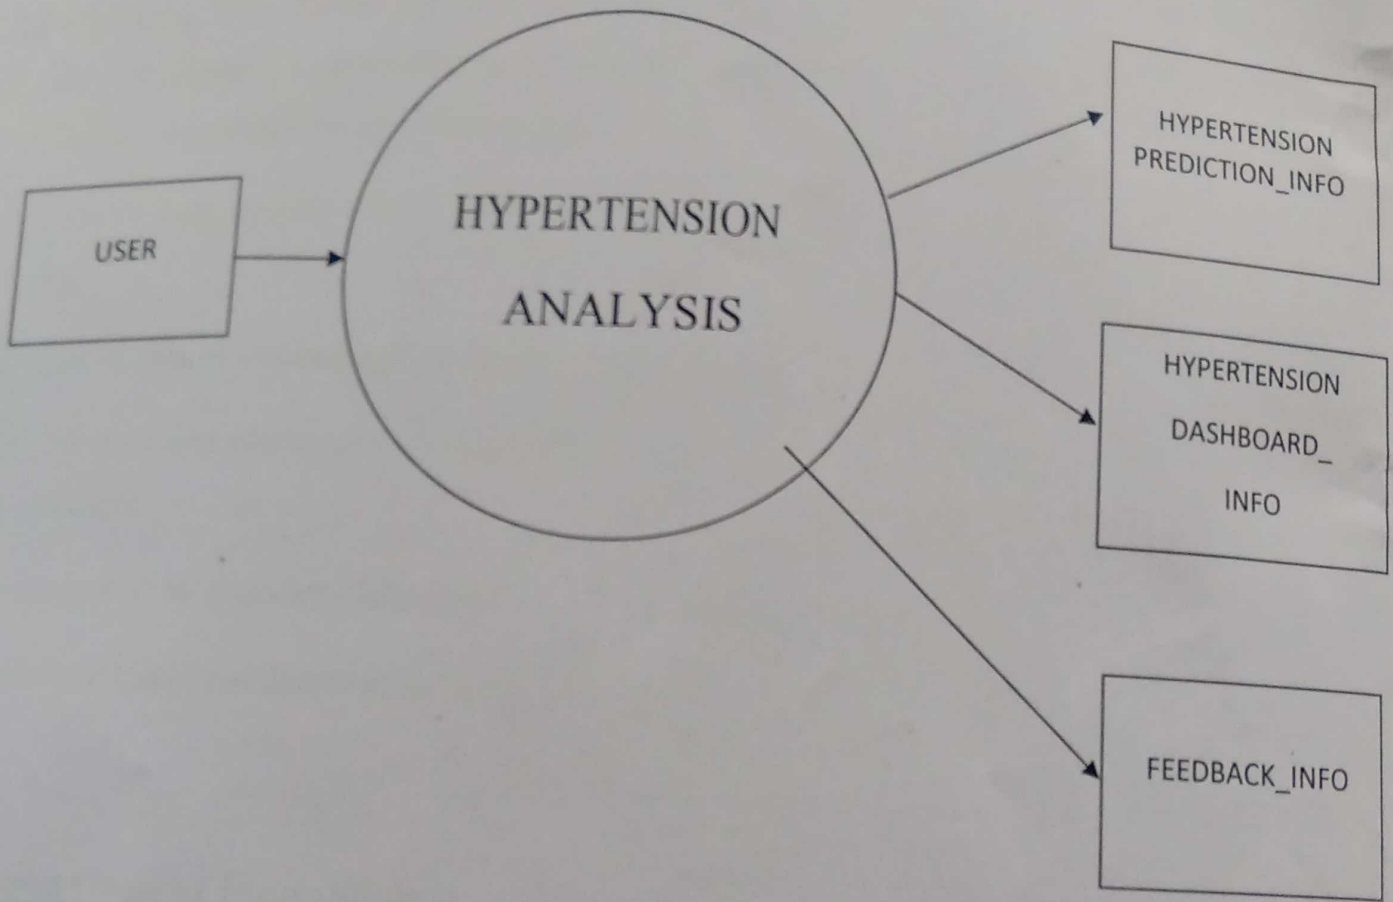 USER
HYPERTENSION
ANALYSIS
HYPERTENSION
PREDICTION_INFO
HYPERTENSION
DASHBOARD_
INFO
FEEDBACK_INFO